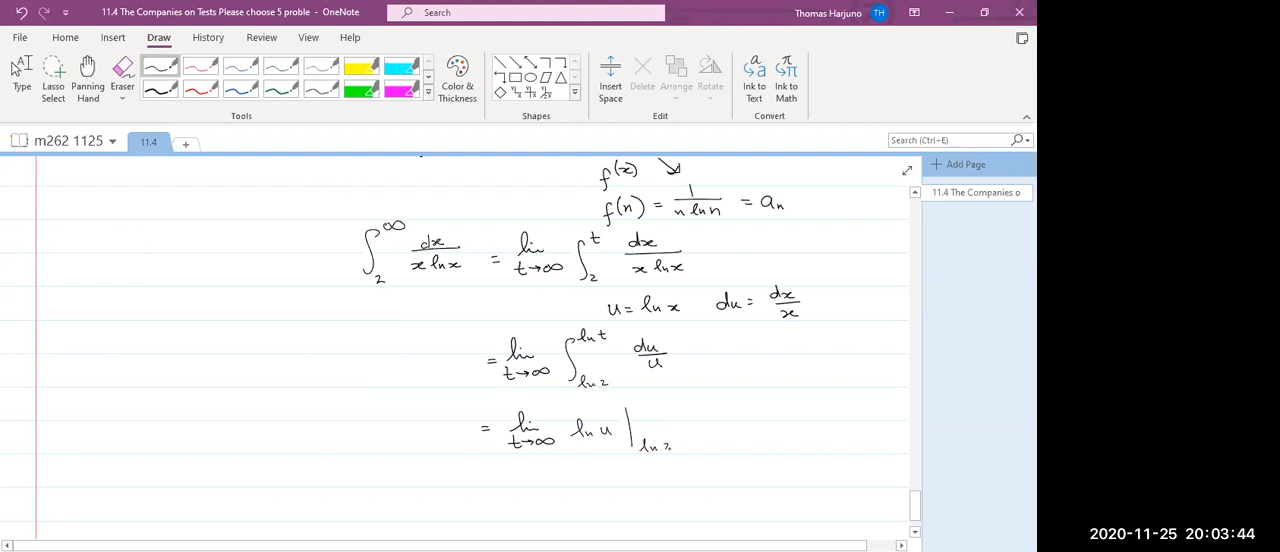 11.4 The Companies on Tests Please choose 5 proble - OneNote
Search
Thomas Harjuno
TH
File Home Insert Draw History Review View Help
Type
Lasso Select
Panning Hand
Eraser
Color & Thickness
Insert Space
Delete
Arrange
Rotate
Ink to Text
Ink to Math
Tools
Shapes
Edit
Convert
m262 1125
11.4
+
Search (Ctrl+E)
+ Add Page
11.4 The Companies o
f(x) ↘
f(n) = 1/(n ln n) = aₙ
∫₂^∞ dx/(x ln x) = lim t→∞ ∫₂^t dx/(x ln x)
u = ln x du = dx/x
= lim t→∞ ∫_{ln 2}^{ln t} du/u
= lim t→∞ ln u |_{ln 2}
2020-11-25 20:03:44